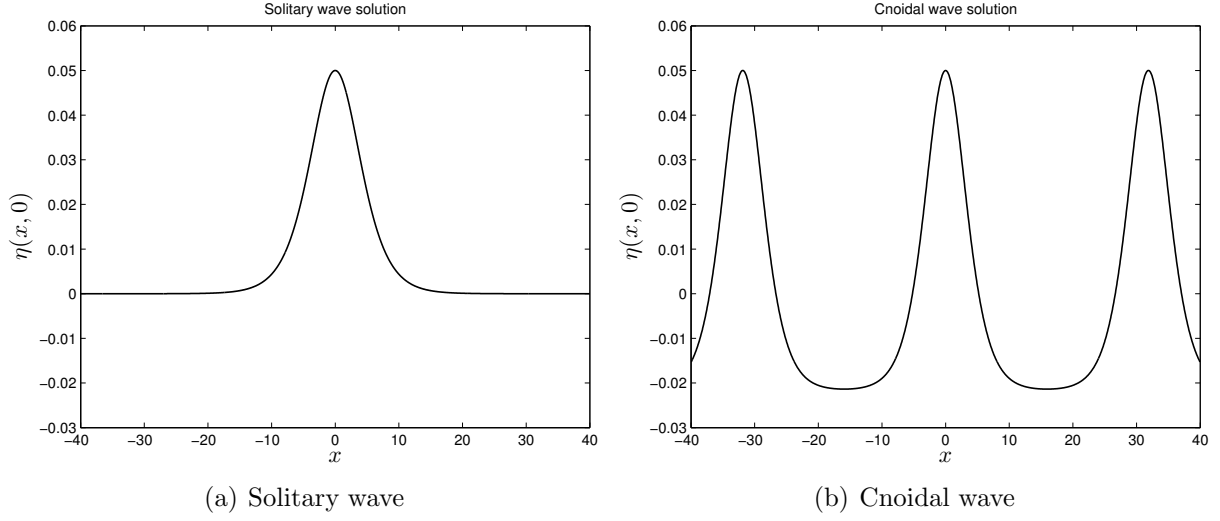 Solitary wave solution
0.06
0.05
0.04
0.03
0.02
0.01
0
−0.01
−0.02
−0.03
η(x, 0)
−40 −30 −20 −10 0 10 20 30 40
x
(a) Solitary wave
Cnoidal wave solution
0.06
0.05
0.04
0.03
0.02
0.01
0
−0.01
−0.02
−0.03
η(x, 0)
−40 −30 −20 −10 0 10 20 30 40
x
(b) Cnoidal wave